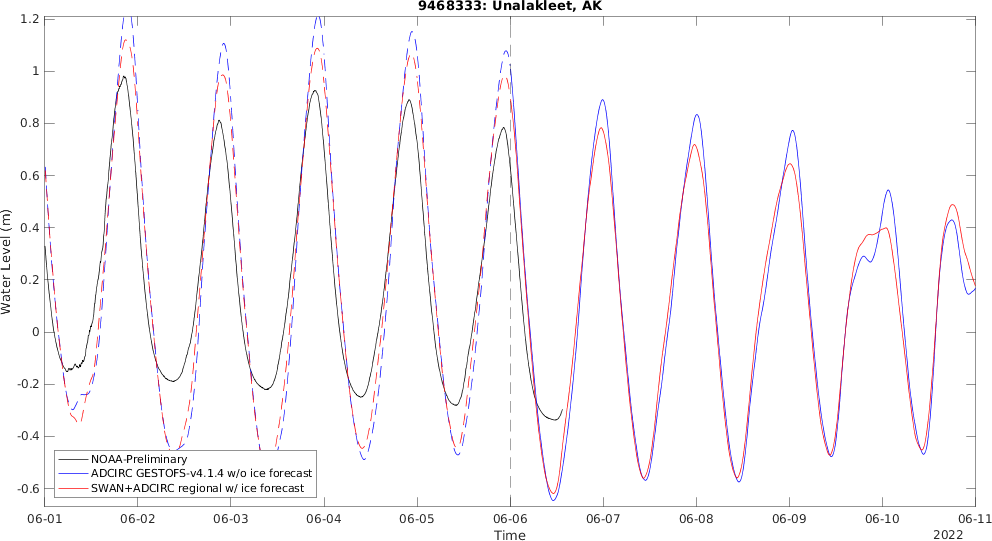 9468333: Unalakleet, AK
1.2
1
0.8
0.6
0.4
0.2
0
-0.2
-0.4
-0.6
Water Level (m)
NOAA-Preliminary
ADCIRC GESTOFS-v4.1.4 w/o ice forecast
SWAN+ADCIRC regional w/ ice forecast
06-01 06-02 06-03 06-04 06-05 06-06 06-07 06-08 06-09 06-10 06-11
Time
2022